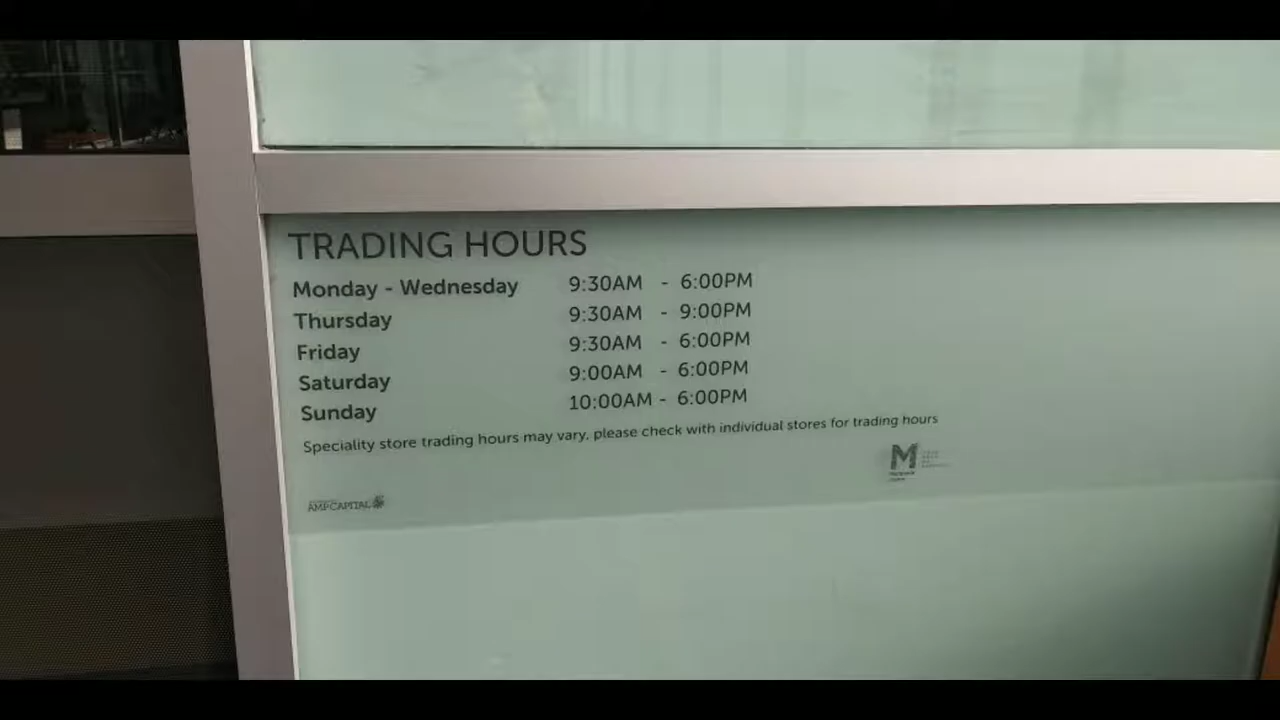 TRADING HOURS
Monday - Wednesday 9:30AM - 6:00PM
Thursday 9:30AM - 9:00PM
Friday 9:30AM - 6:00PM
Saturday 9:00AM - 6:00PM
Sunday 10:00AM - 6:00PM
Speciality store trading hours may vary, please check with individual stores for trading hours
M
AMPCAPITAL